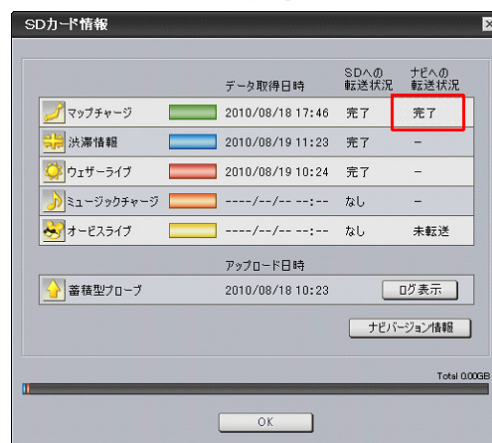 SDカード情報
データ取得日時 SDへの転送状況 ナビへの転送状況
マップチャージ 2010/08/18 17:46 完了 完了
渋滞情報 2010/08/19 11:23 完了 −
ウェザーライブ 2010/08/19 10:24 完了 −
ミュージックチャージ ----/--/-- --:-- なし −
オービスライブ ----/--/-- --:-- なし 未転送
アップロード日時
蓄積型プローブ 2010/08/18 10:23 ログ表示
ナビバージョン情報
Total 0.00GB
OK